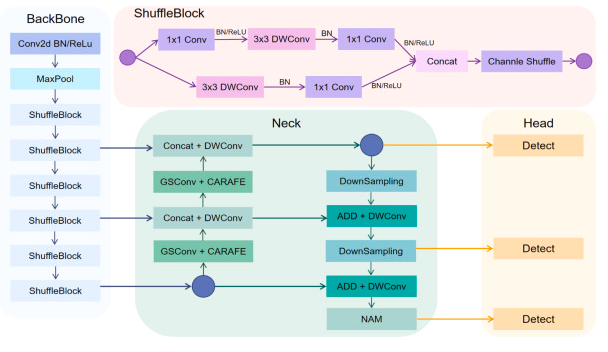 BackBone
Conv2d BN/ReLu
MaxPool
ShuffleBlock
ShuffleBlock
ShuffleBlock
ShuffleBlock
ShuffleBlock
ShuffleBlock
ShuffleBlock
1x1 Conv
BN/ReLU
3x3 DWConv
BN
1x1 Conv
BN/ReLU
3x3 DWConv
BN
1x1 Conv
BN/ReLU
Concat
Channle Shuffle
Neck
Concat + DWConv
GSConv + CARAFE
Concat + DWConv
GSConv + CARAFE
DownSampling
ADD + DWConv
DownSampling
ADD + DWConv
NAM
Head
Detect
Detect
Detect